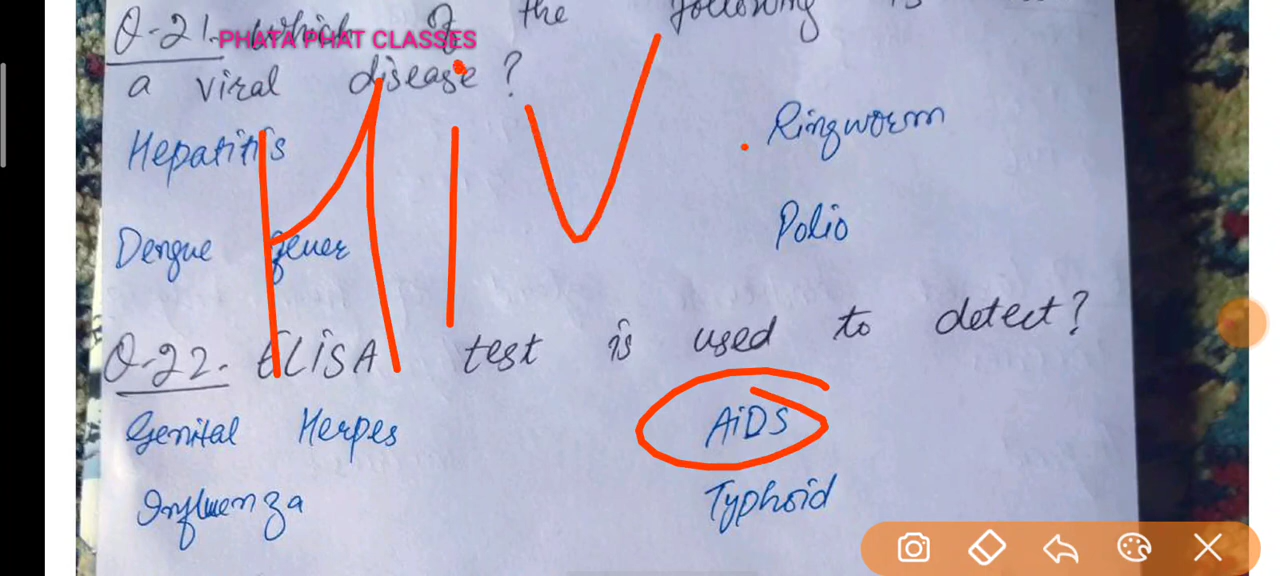 Q-21. Which of the following is
PHATA PHAT CLASSES
a viral disease ?
Hepatitis Ringworm
Dengue fever Polio
HIV
Q-22. ELISA test is used to detect?
Genital Herpes AIDS
Influenza Typhoid